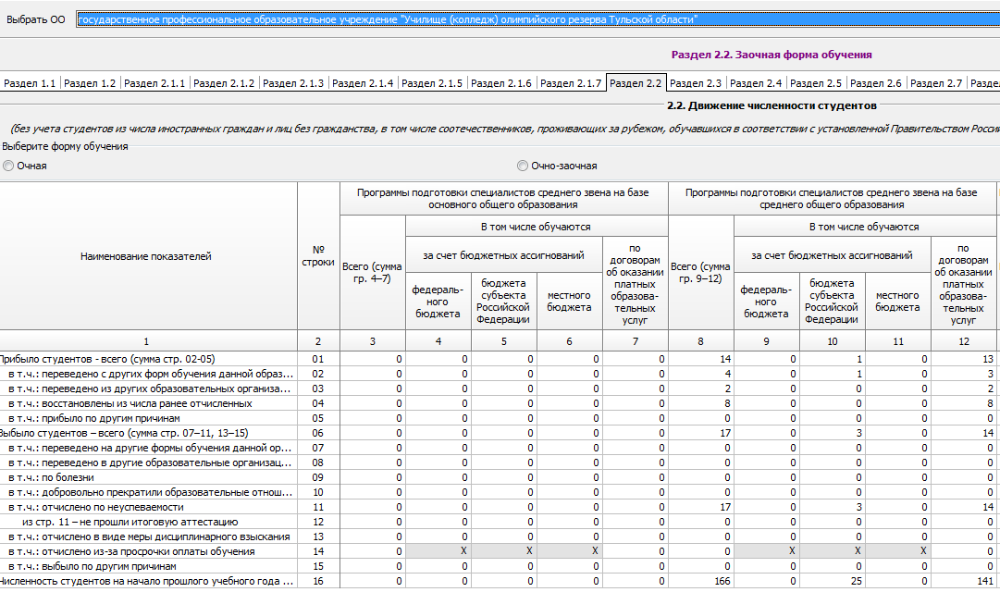 Выбрать ОО государственное профессиональное образовательное учреждение "Училище (колледж) олимпийского резерва Тульской области"
Раздел 2.2. Заочная форма обучения
Раздел 1.1 Раздел 1.2 Раздел 2.1.1 Раздел 2.1.2 Раздел 2.1.3 Раздел 2.1.4 Раздел 2.1.5 Раздел 2.1.6 Раздел 2.1.7 Раздел 2.2 Раздел 2.3 Раздел 2.4 Раздел 2.5 Раздел 2.6 Раздел 2.7 Разде
2.2. Движение численности студентов
(без учета студентов из числа иностранных граждан и лиц без гражданства, в том числе соотечественников, проживающих за рубежом, обучавшихся в соответствии с установленной Правительством Росси
Выберите форму обучения
Очная Очно-заочная
Наименование показателей
№
строки
Программы подготовки специалистов среднего звена на базе
основного общего образования
Всего (сумма
гр. 4–7)
В том числе обучаются
за счет бюджетных ассигнований
федераль-
ного
бюджета
бюджета
субъекта
Российской
Федерации
местного
бюджета
по
договорам
об оказании
платных
образова-
тельных
услуг
Программы подготовки специалистов среднего звена на базе
среднего общего образования
Всего (сумма
гр. 9–12)
В том числе обучаются
за счет бюджетных ассигнований
федераль-
ного
бюджета
бюджета
субъекта
Российской
Федерации
местного
бюджета
по
договорам
об оказании
платных
образова-
тельных
услуг
1 2 3 4 5 6 7 8 9 10 11 12
Прибыло студентов - всего (сумма стр. 02-05) 01 0 0 0 0 0 14 0 1 0 13
в т.ч.: переведено с других форм обучения данной образ... 02 0 0 0 0 0 4 0 1 0 3
в т.ч.: переведено из других образовательных организа... 03 0 0 0 0 0 2 0 0 0 2
в т.ч.: восстановлены из числа ранее отчисленных 04 0 0 0 0 0 8 0 0 0 8
в т.ч.: прибыло по другим причинам 05 0 0 0 0 0 0 0 0 0 0
Выбыло студентов – всего (сумма стр. 07–11, 13–15) 06 0 0 0 0 0 17 0 3 0 14
в т.ч.: переведено на другие формы обучения данной ор... 07 0 0 0 0 0 0 0 0 0 0
в т.ч.: переведено в другие образовательные организац... 08 0 0 0 0 0 0 0 0 0 0
в т.ч.: по болезни 09 0 0 0 0 0 0 0 0 0 0
в т.ч.: добровольно прекратили образовательные отнош... 10 0 0 0 0 0 0 0 0 0 0
в т.ч.: отчислено по неуспеваемости 11 0 0 0 0 0 17 0 3 0 14
из стр. 11 – не прошли итоговую аттестацию 12 0 0 0 0 0 0 0 0 0 0
в т.ч.: отчислено в виде меры дисциплинарного взыскания 13 0 0 0 0 0 0 0 0 0 0
в т.ч.: отчислено из-за просрочки оплаты обучения 14 0 X X X 0 0 X X X 0
в т.ч.: выбыло по другим причинам 15 0 0 0 0 0 0 0 0 0 0
Численность студентов на начало прошлого учебного года ... 16 0 0 0 0 0 166 0 25 0 141